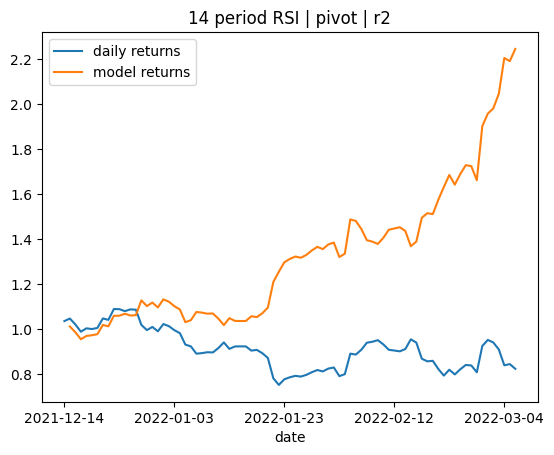 14 period RSI | pivot | r2
daily returns
model returns
2.2
2.0
1.8
1.6
1.4
1.2
1.0
0.8
2021-12-14 2022-01-03 2022-01-23 2022-02-12 2022-03-04
date